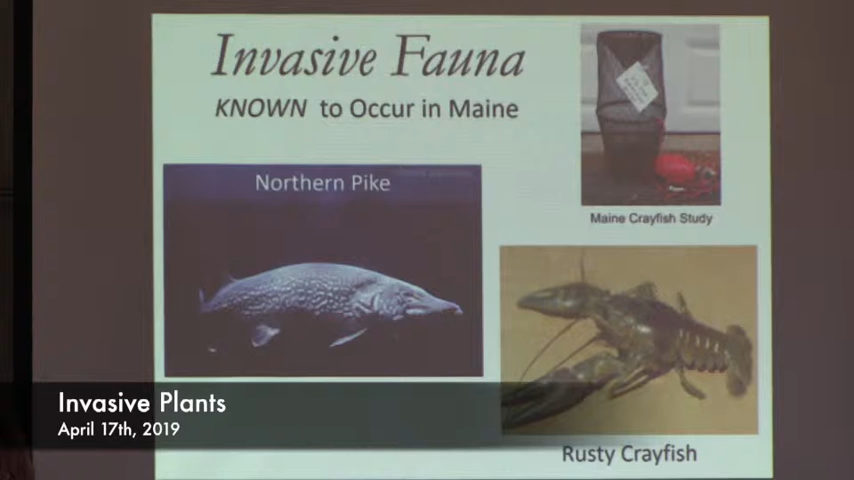 Invasive Fauna
KNOWN to Occur in Maine
Northern Pike
Maine Crayfish Study
Rusty Crayfish
Invasive Plants
April 17th, 2019